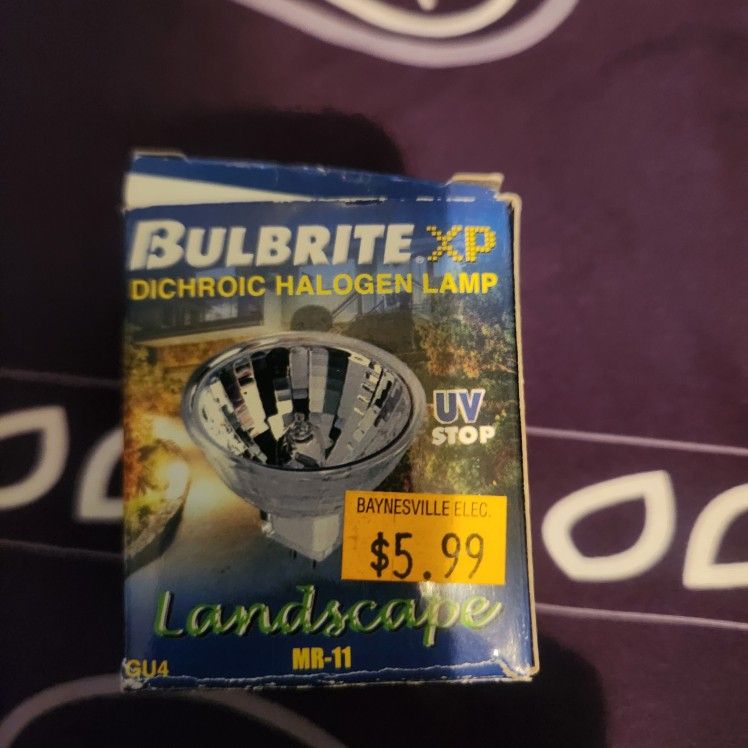 BULBRITE® XP
DICHROIC HALOGEN LAMP
UV
STOP
BAYNESVILLE ELEC.
$5.99
Landscape
MR-11
GU4